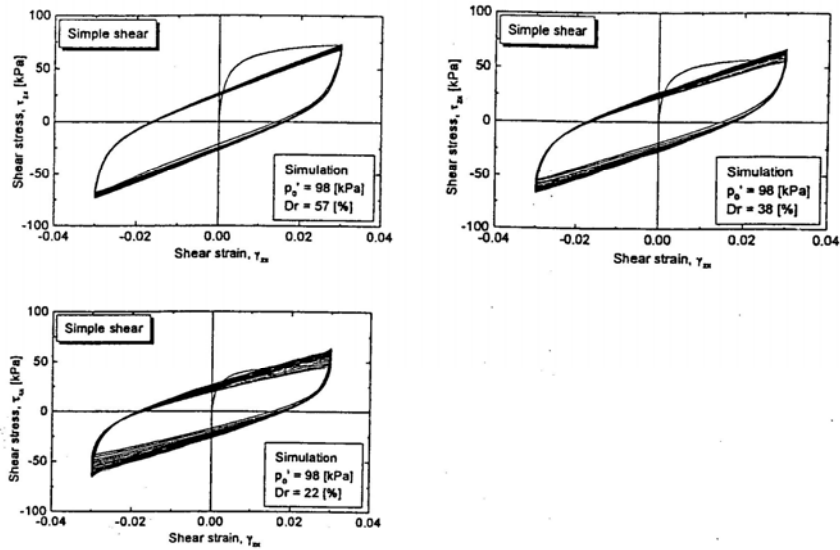 Simple shear
Shear stress, τzx [kPa]
100
50
0
-50
-100
Simulation
p0' = 98 [kPa]
Dr = 57 [%]
-0.04
-0.02
0.00
0.02
0.04
Shear strain, γzx
Simple shear
Shear stress, τzx [kPa]
100
50
0
-50
-100
Simulation
p0' = 98 [kPa]
Dr = 38 [%]
-0.04
-0.02
0.00
0.02
0.04
Shear strain, γzx
Simple shear
Shear stress, τzx [kPa]
100
50
0
-50
-100
Simulation
p0' = 98 [kPa]
Dr = 22 [%]
-0.04
-0.02
0.00
0.02
0.04
Shear strain, γzx